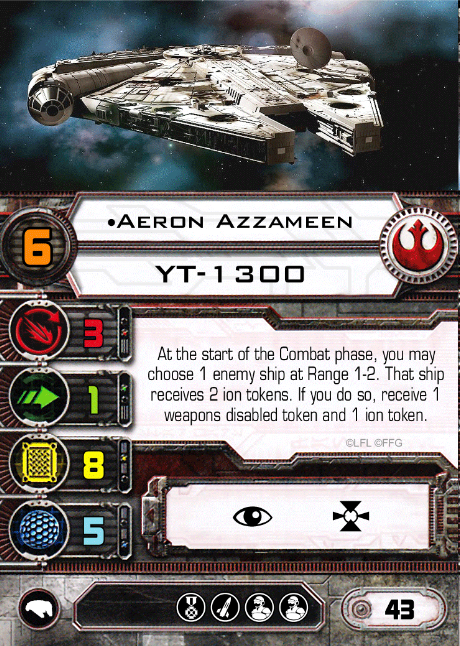 •AERON AZZAMEEN
6
YT-1300
3
1
8
5
At the start of the Combat phase, you may
choose 1 enemy ship at Range 1-2. That ship
receives 2 ion tokens. If you do so, receive 1
weapons disabled token and 1 ion token.
©LFL ©FFG
43